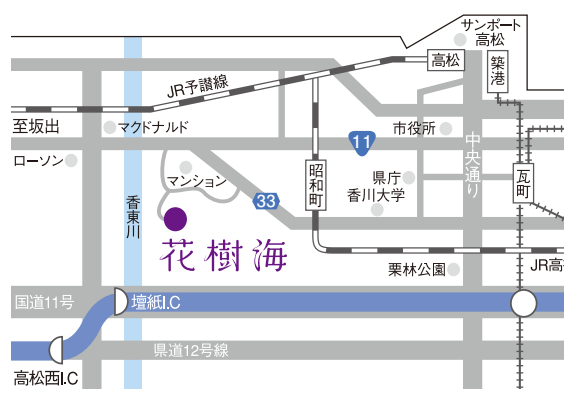 サンポート
高松
高松
築港
JR予讃線
至坂出
マクドナルド
市役所
11
中央通り
ローソン
マンション
昭和町
県庁
香川大学
瓦町
33
香東川
花樹海
栗林公園
JR高
国道11号
壇紙I.C
県道12号線
高松西I.C